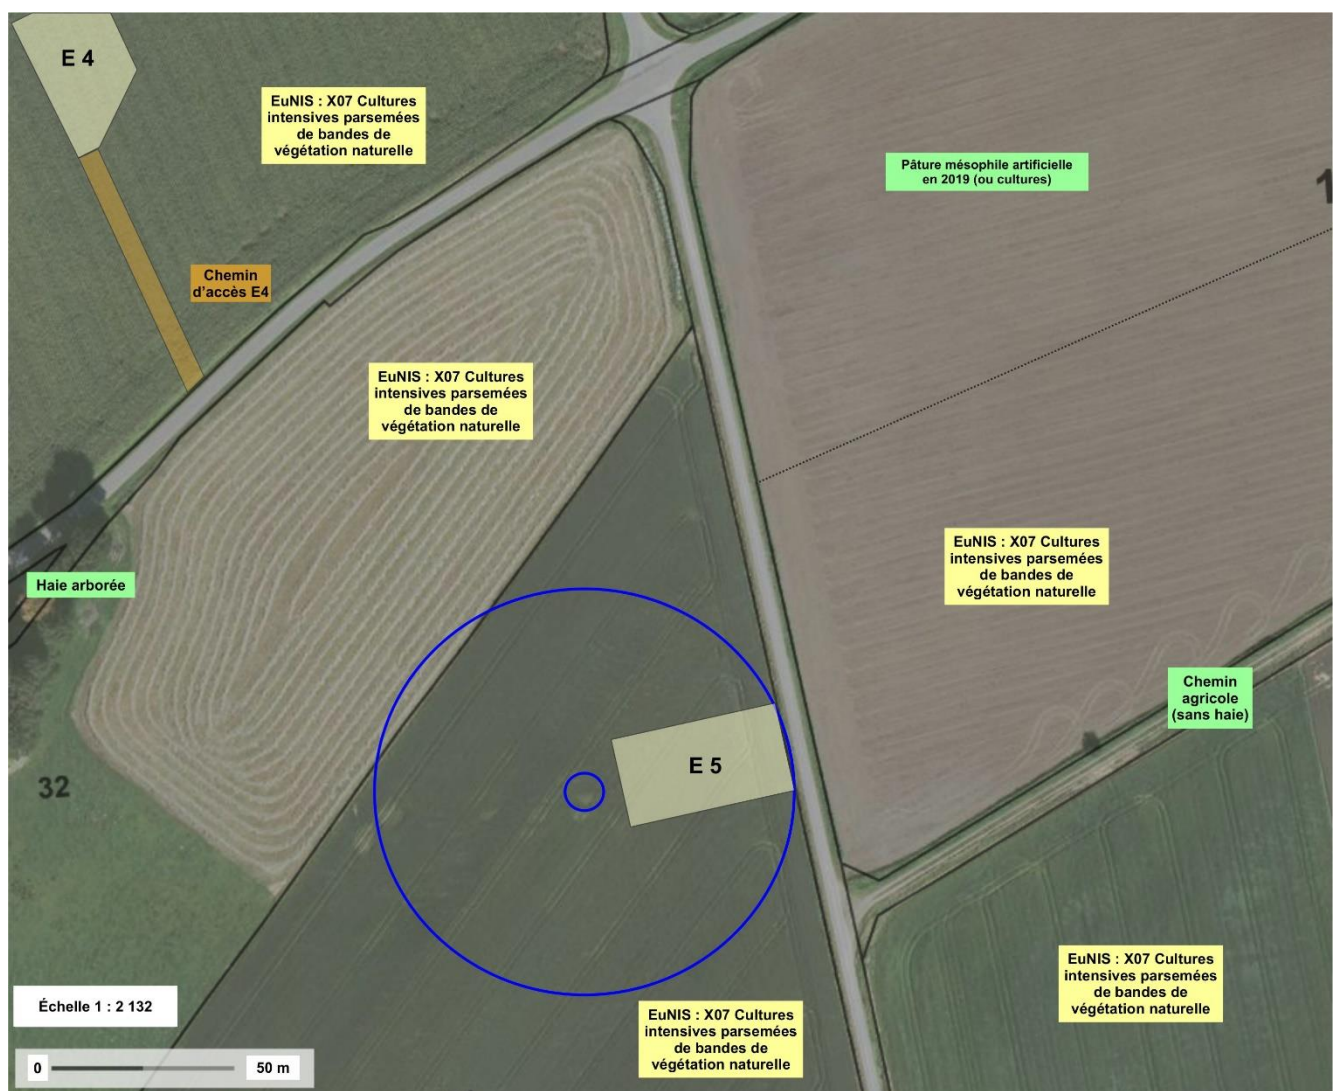 E 4
EuNIS : X07 Cultures
intensives parsemées
de bandes de
végétation naturelle
Pâture mésophile artificielle
en 2019 (ou cultures)
1
Chemin
d'accès E4
EuNIS : X07 Cultures
intensives parsemées
de bandes de
végétation naturelle
EuNIS : X07 Cultures
intensives parsemées
de bandes de
végétation naturelle
Haie arborée
Chemin
agricole
(sans haie)
E 5
32
EuNIS : X07 Cultures
intensives parsemées
de bandes de
végétation naturelle
Échelle 1 : 2 132
EuNIS : X07 Cultures
intensives parsemées
de bandes de
végétation naturelle
0
50 m